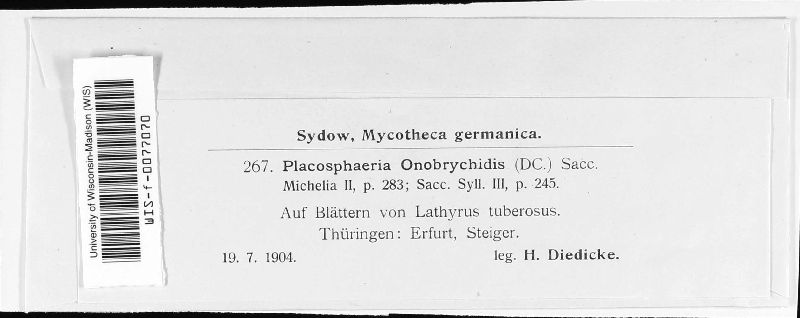 University of Wisconsin-Madison (WIS)
WIS-f-0077070
Sydow, Mycotheca germanica.
267. Placosphaeria Onobrychidis (DC.) Sacc.
Michelia II, p. 283; Sacc. Syll. III, p. 245.
Auf Blättern von Lathyrus tuberosus.
Thüringen: Erfurt, Steiger.
19. 7. 1904. leg. H. Diedicke.